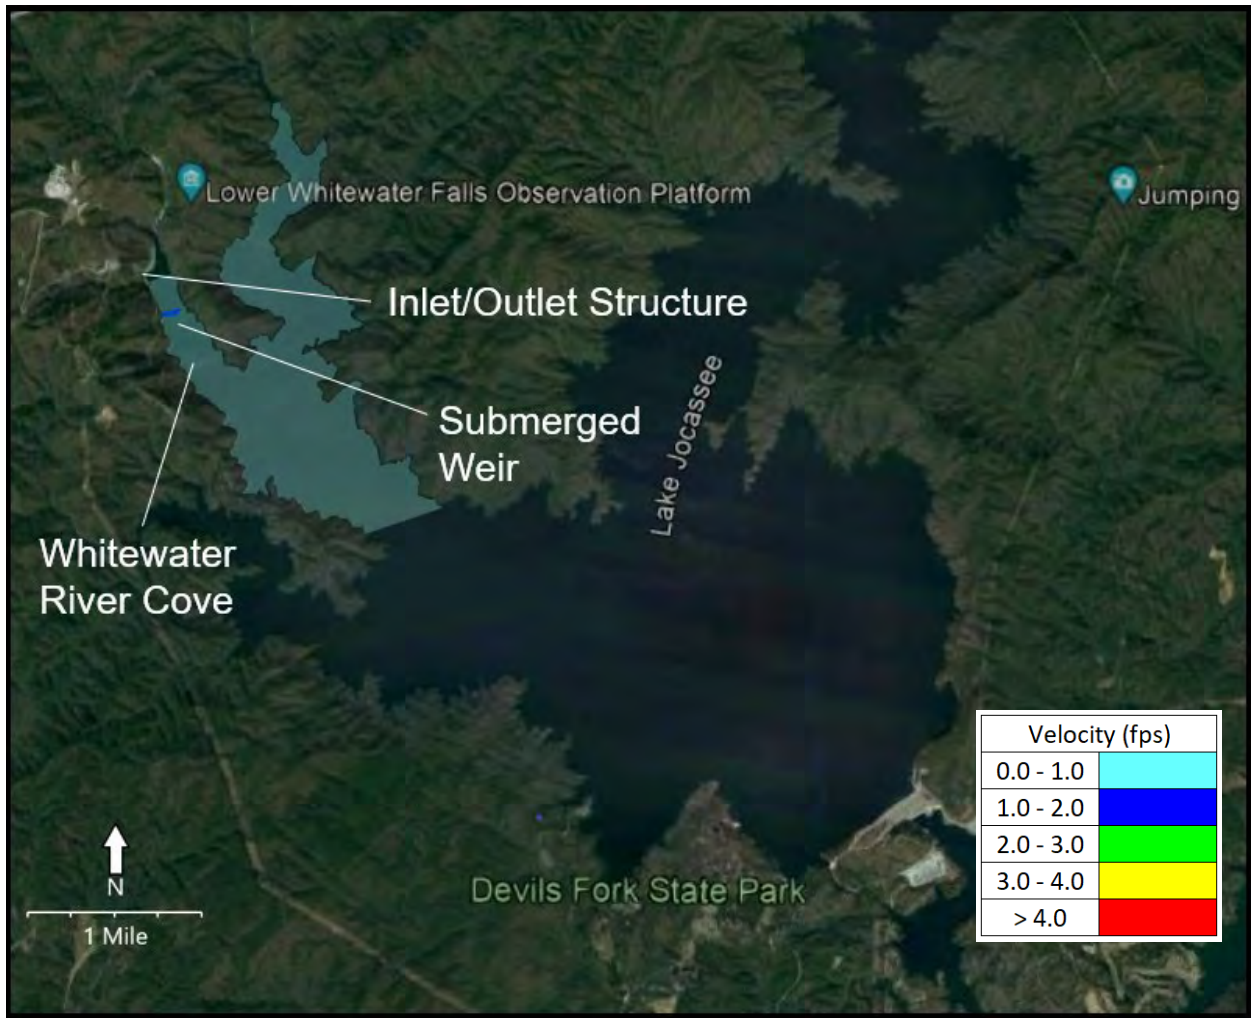 Lower Whitewater Falls Observation Platform
Jumping
Inlet/Outlet Structure
Lake Jocassee
Submerged
Weir
Whitewater
River Cove
Velocity (fps)
0.0 - 1.0
1.0 - 2.0
2.0 - 3.0
3.0 - 4.0
> 4.0
N
1 Mile
Devils Fork State Park